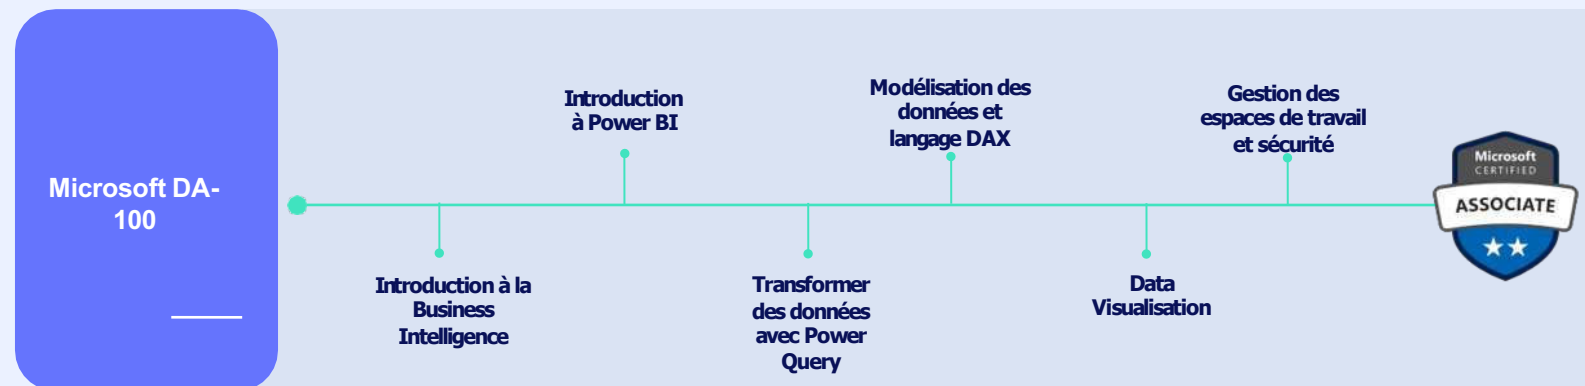 Microsoft DA-
100
Introduction à la
Business
Intelligence
Introduction
à Power BI
Transformer
des données
avec Power
Query
Modélisation des
données et
langage DAX
Data
Visualisation
Gestion des
espaces de travail
et sécurité
Microsoft
CERTIFIED
ASSOCIATE